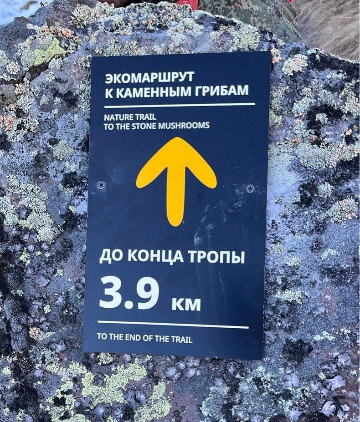 ЭКОМАРШРУТ
К КАМЕННЫМ ГРИБАМ
NATURE TRAIL
TO THE STONE MUSHROOMS
ДО КОНЦА ТРОПЫ
3.9 км
TO THE END OF THE TRAIL